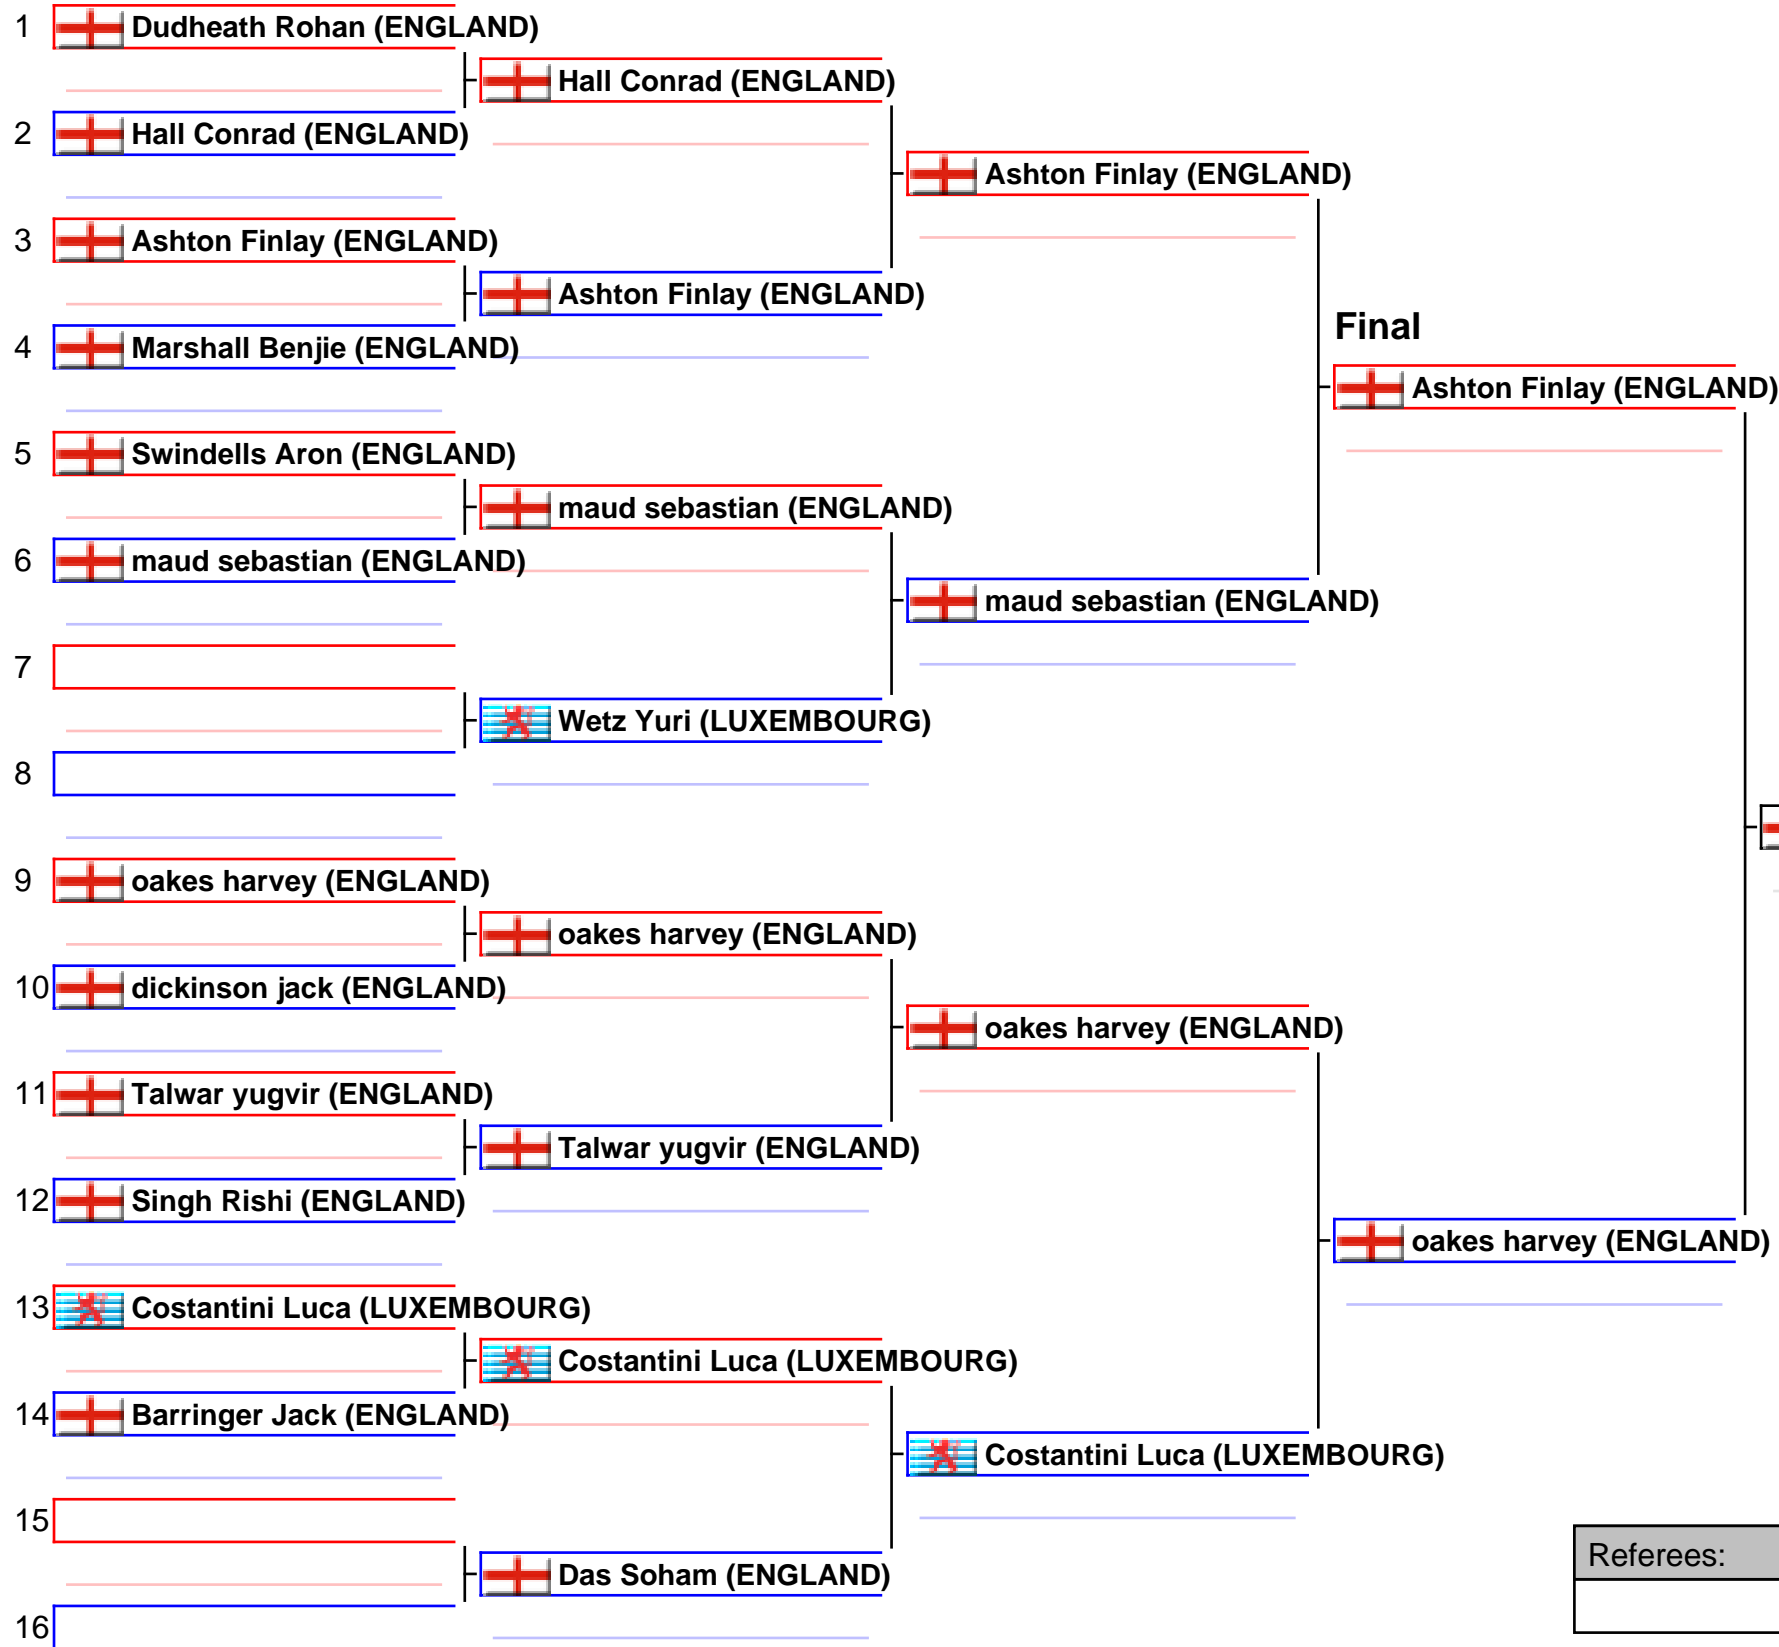 1 Dudheath Rohan (ENGLAND)
Hall Conrad (ENGLAND)
2 Hall Conrad (ENGLAND)
Ashton Finlay (ENGLAND)
3 Ashton Finlay (ENGLAND)
Ashton Finlay (ENGLAND)
Final
4 Marshall Benjie (ENGLAND)
Ashton Finlay (ENGLAND)
5 Swindells Aron (ENGLAND)
maud sebastian (ENGLAND)
6 maud sebastian (ENGLAND)
maud sebastian (ENGLAND)
7
Wetz Yuri (LUXEMBOURG)
8
9 oakes harvey (ENGLAND)
oakes harvey (ENGLAND)
10 dickinson jack (ENGLAND)
oakes harvey (ENGLAND)
11 Talwar yugvir (ENGLAND)
Talwar yugvir (ENGLAND)
12 Singh Rishi (ENGLAND)
oakes harvey (ENGLAND)
13 Costantini Luca (LUXEMBOURG)
Costantini Luca (LUXEMBOURG)
14 Barringer Jack (ENGLAND)
Costantini Luca (LUXEMBOURG)
15
Referees:
Das Soham (ENGLAND)
16